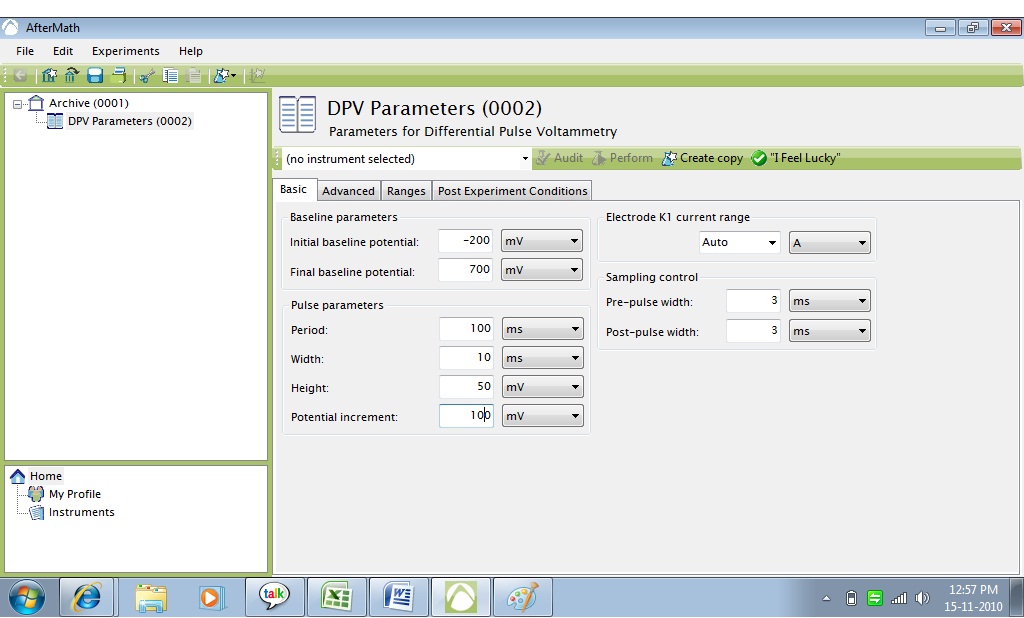 AfterMath
File Edit Experiments Help
Archive (0001)
DPV Parameters (0002)
DPV Parameters (0002)
Parameters for Differential Pulse Voltammetry
(no instrument selected) Audit Perform Create copy "I Feel Lucky"
Basic Advanced Ranges Post Experiment Conditions
Baseline parameters
Initial baseline potential: -200 mV
Final baseline potential: 700 mV
Pulse parameters
Period: 100 ms
Width: 10 ms
Height: 50 mV
Potential increment: 100 mV
Electrode K1 current range
Auto A
Sampling control
Pre-pulse width: 3 ms
Post-pulse width: 3 ms
Home
My Profile
Instruments
talk
12:57 PM
15-11-2010